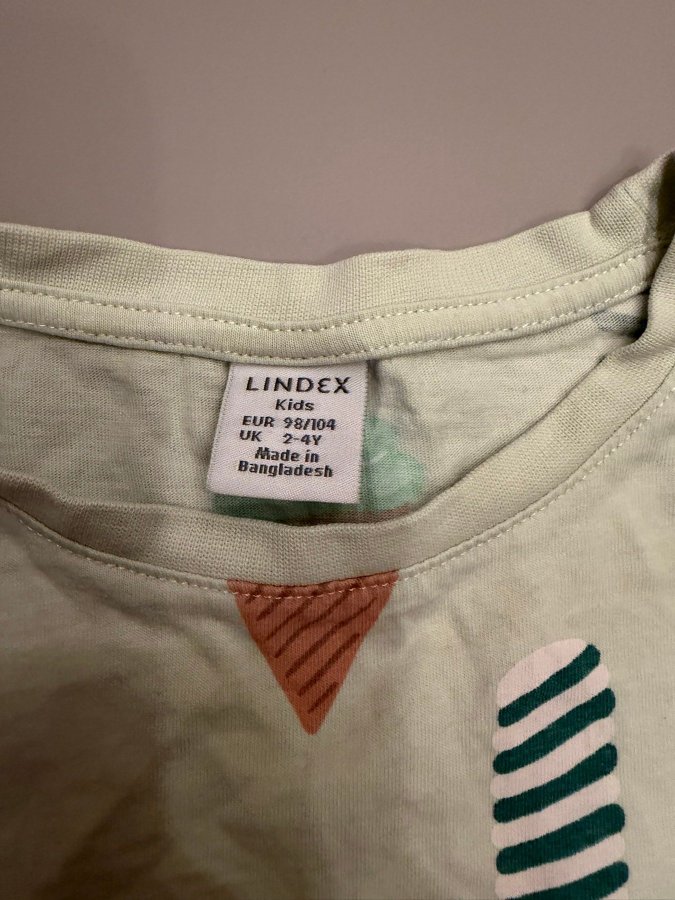 LINDEX
Kids
EUR 98/104
UK 2-4Y
Made in
Bangladesh